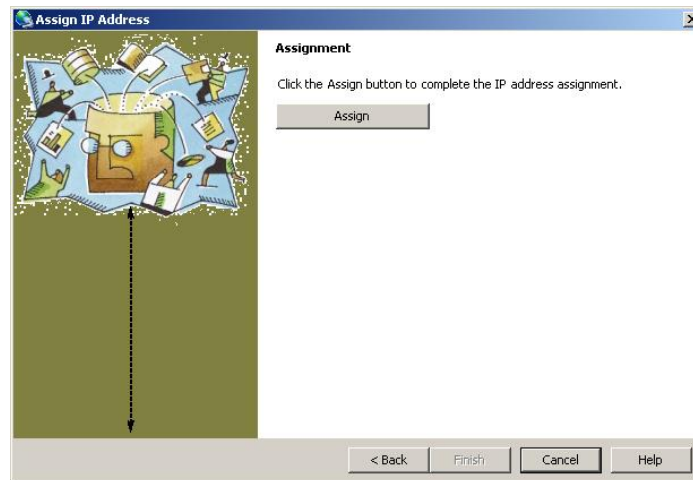 Assign IP Address
Assignment
Click the Assign button to complete the IP address assignment.
Assign
< Back
Finish
Cancel
Help